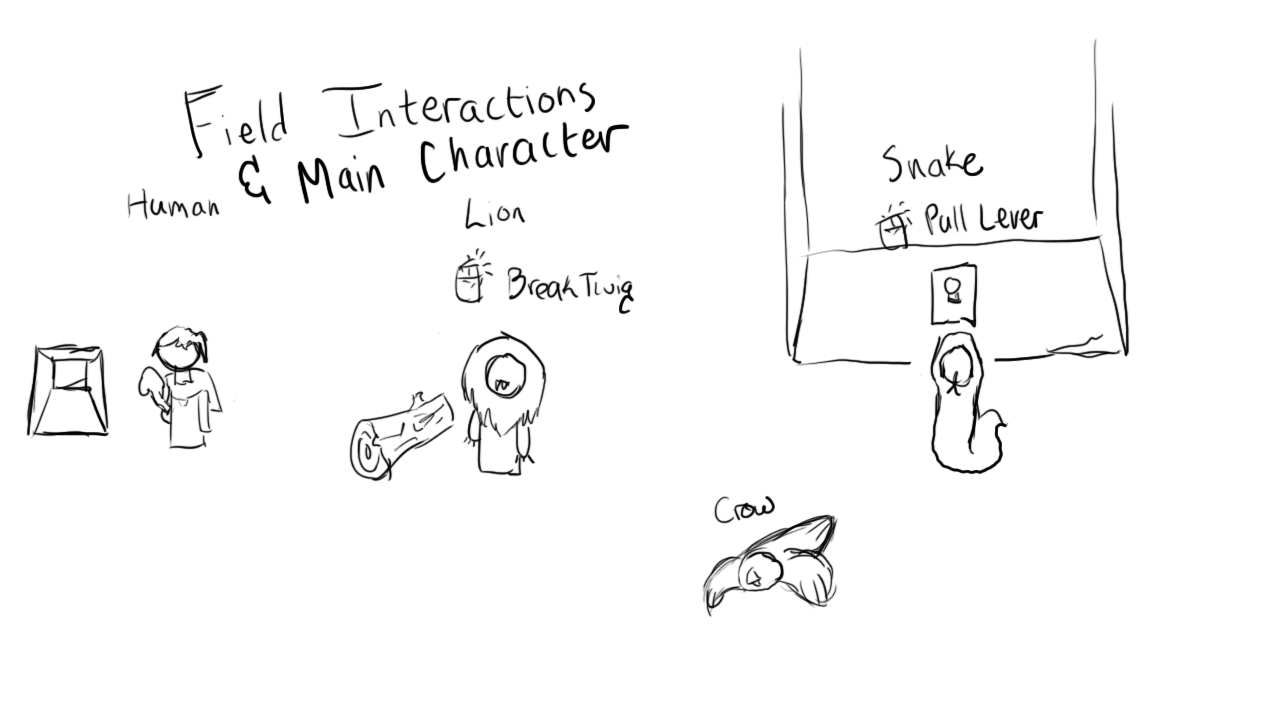 Field Interactions
& Main Character
Human
Lion
Break Twig
Snake
Pull Lever
Crow